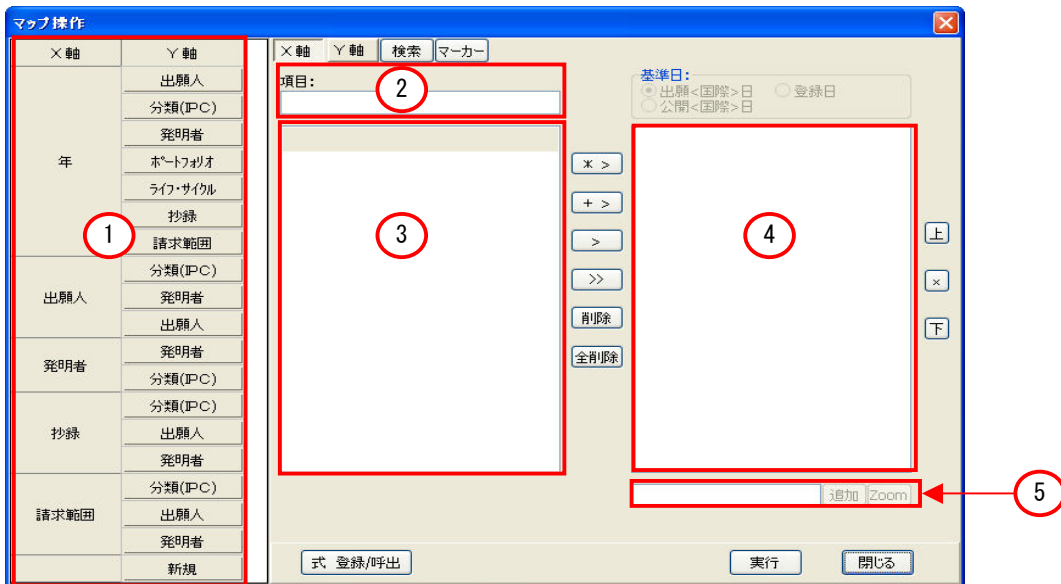 マップ操作
X軸 Y軸
年
出願人
分類(IPC)
発明者
ポートフォリオ
ライフ・サイクル
抄録
請求範囲
出願人
分類(IPC)
発明者
出願人
発明者
発明者
分類(IPC)
抄録
分類(IPC)
出願人
発明者
請求範囲
分類(IPC)
出願人
発明者
新規
1
X軸 Y軸 検索 マーカー
項目:
2
3
* >
+ >
>
>>
削除
全削除
基準日:
出願<国際>日 登録日
公開<国際>日
4
上
×
下
追加 Zoom
5
式 登録/呼出
実行 閉じる